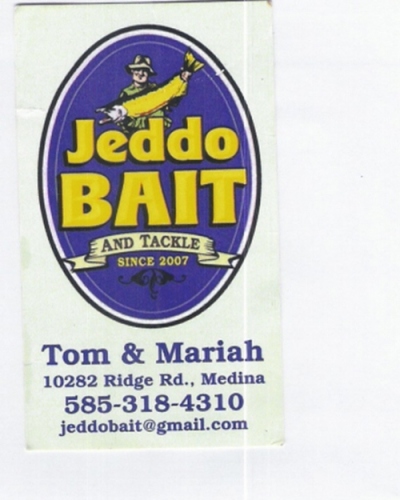 Jeddo
BAIT
AND TACKLE
SINCE 2007
Tom & Mariah
10282 Ridge Rd., Medina
585-318-4310
jeddobait@gmail.com